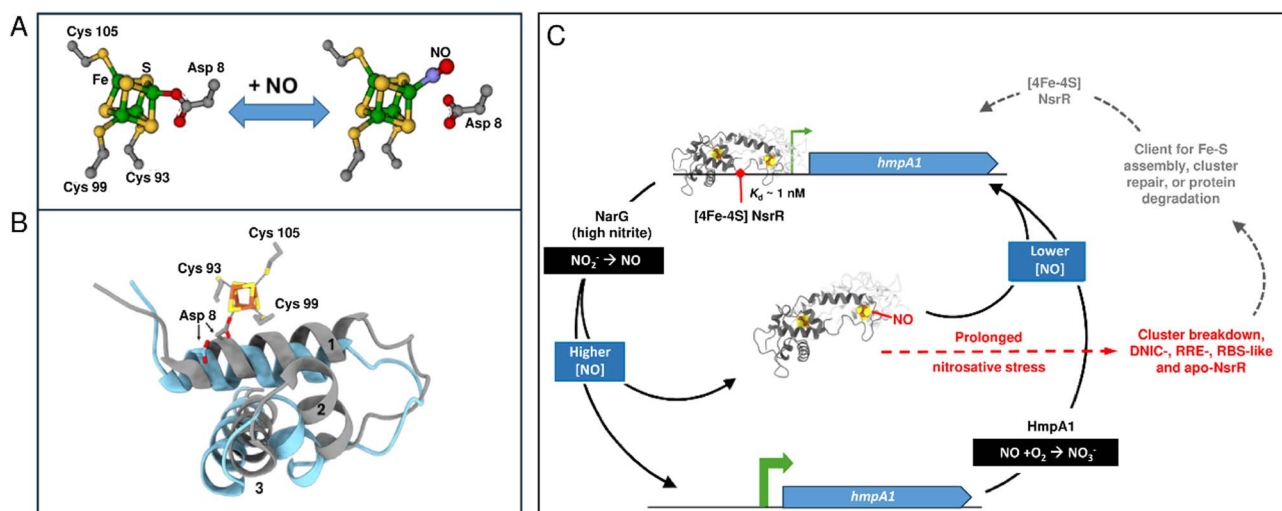 A
Cys 105
Fe
S
Asp 8
Cys 99
Cys 93
+ NO
NO
Asp 8
B
Cys 105
Cys 93
Cys 99
Asp 8
1
2
3
C
[4Fe-4S]
NsrR
Client for Fe-S
assembly, cluster
repair, or protein
degradation
hmpA1
Kd ~ 1 nM
[4Fe-4S] NsrR
NarG
(high nitrite)
NO2- → NO
Higher
[NO]
Lower
[NO]
NO
Prolonged
nitrosative stress
Cluster breakdown,
DNIC-, RRE-, RBS-like
and apo-NsrR
HmpA1
NO +O2 → NO3-
hmpA1